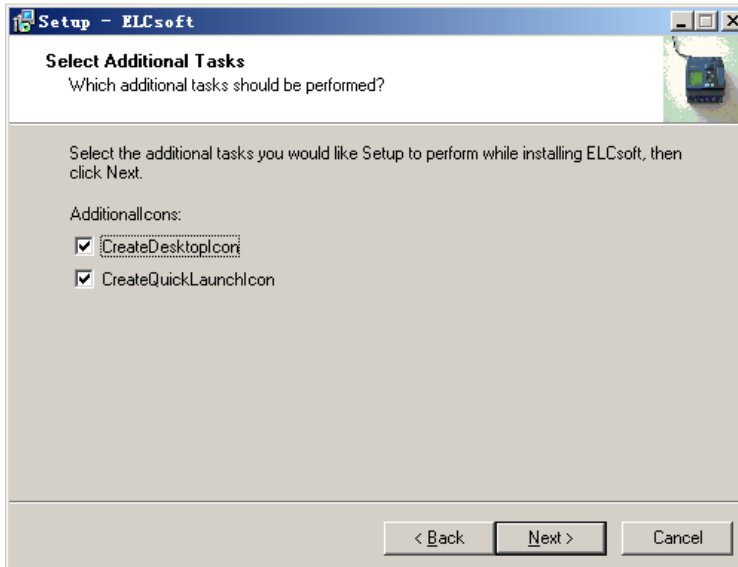 Setup - ELCsoft
Select Additional Tasks
Which additional tasks should be performed?
Select the additional tasks you would like Setup to perform while installing ELCsoft, then
click Next.
AdditionalIcons:
CreateDesktopIcon
CreateQuickLaunchIcon
< Back
Next >
Cancel